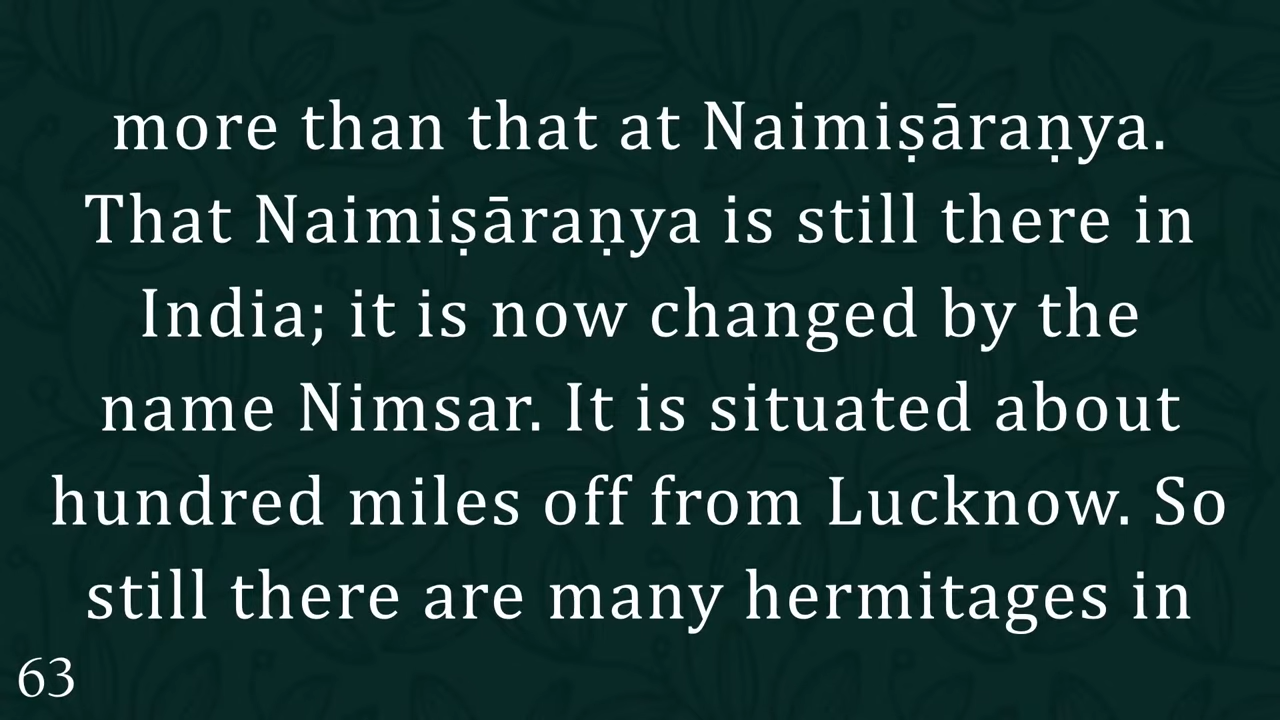 more than that at Naimiṣāraṇya.
That Naimiṣāraṇya is still there in
India; it is now changed by the
name Nimsar. It is situated about
hundred miles off from Lucknow. So
still there are many hermitages in
63